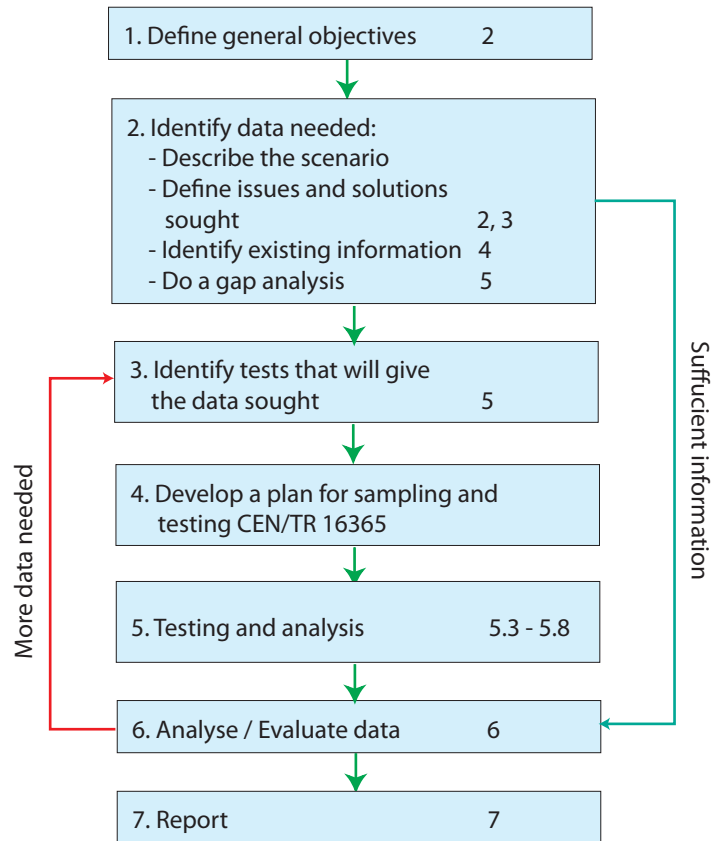 1. Define general objectives 2
2. Identify data needed:
- Describe the scenario
- Define issues and solutions
sought 2, 3
- Identify existing information 4
- Do a gap analysis 5
3. Identify tests that will give
the data sought 5
4. Develop a plan for sampling and
testing CEN/TR 16365
5. Testing and analysis 5.3 - 5.8
6. Analyse / Evaluate data 6
7. Report 7
More data needed
Suffucient information